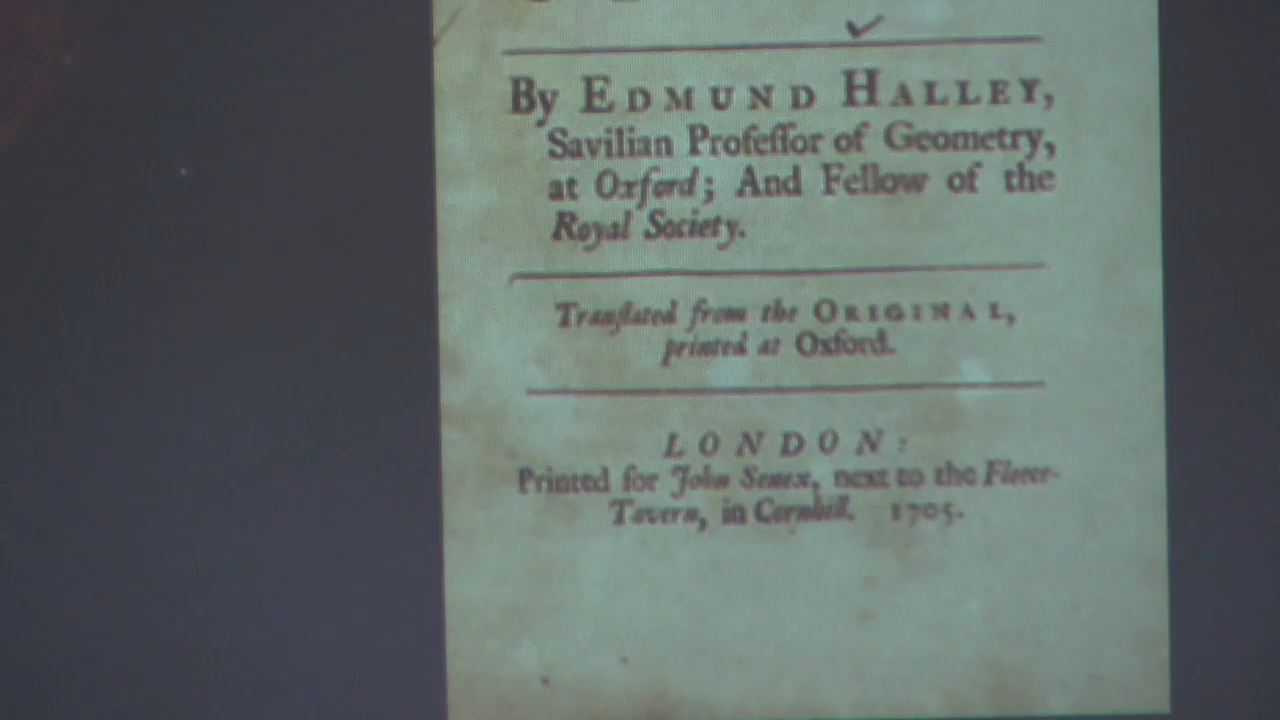 By EDMUND HALLEY,
Savilian Profeſſor of Geometry,
at Oxford; And Fellow of the
Royal Society.
Tranſlated from the ORIGINAL,
printed at Oxford.
LONDON:
Printed for John Senex, next to the Fleece-
Tavern, in Cornhill. 1705.